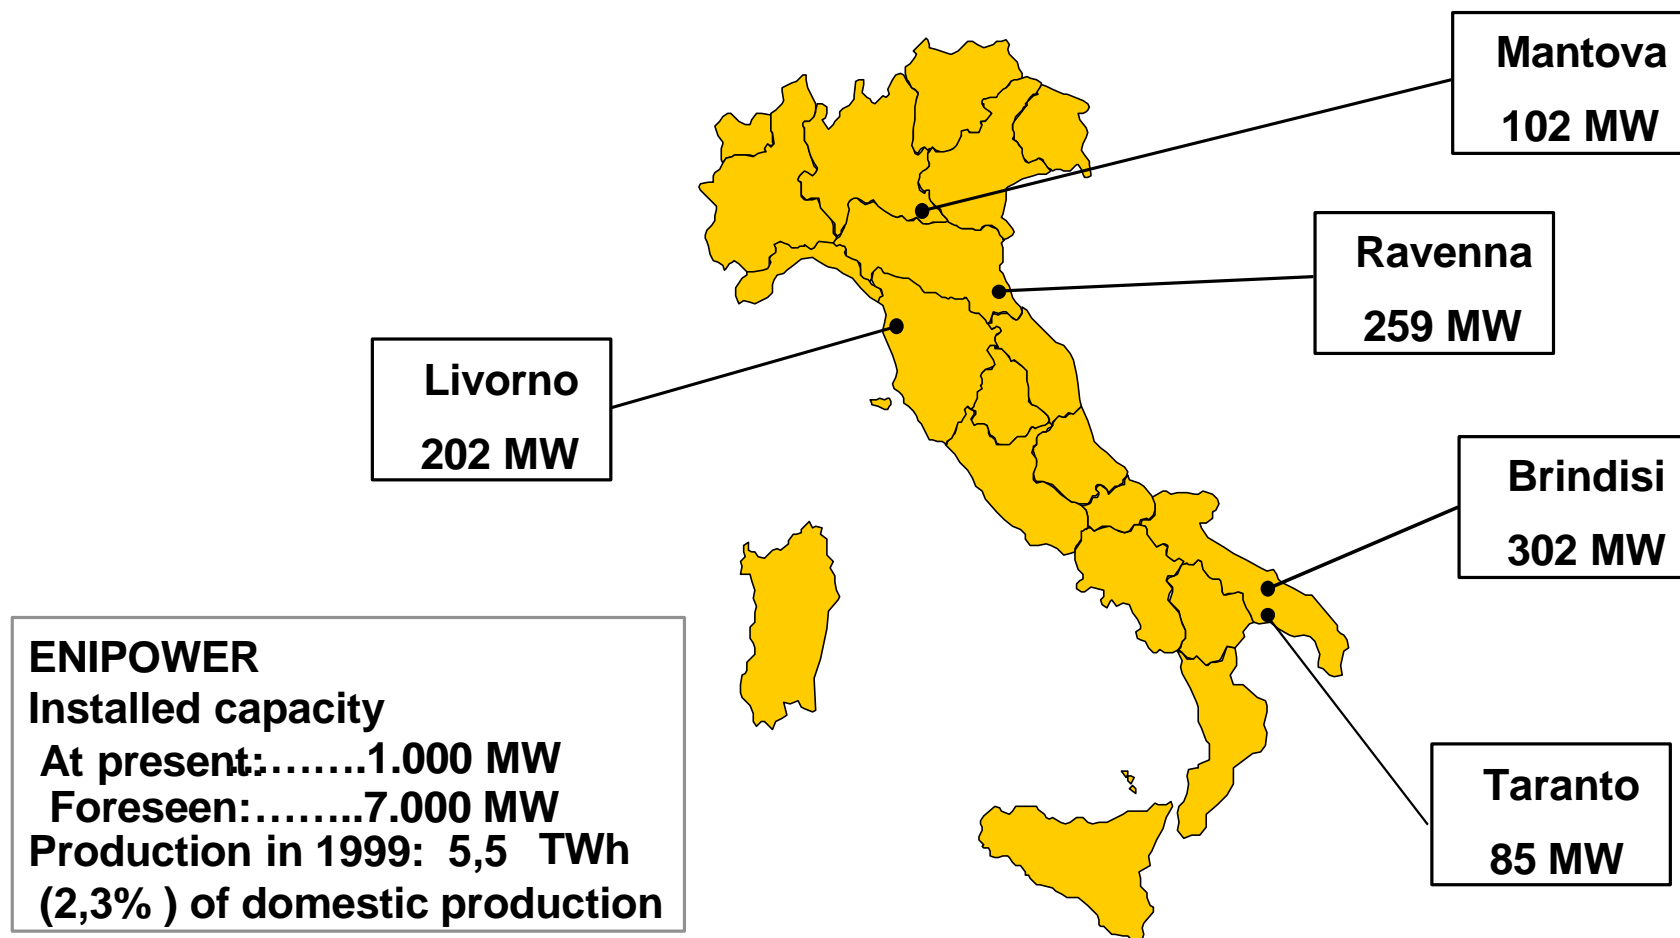 Mantova
102 MW
Ravenna
259 MW
Livorno
202 MW
Brindisi
302 MW
Taranto
85 MW
ENIPOWER
Installed capacity
At present:..……….1.000 MW
Foreseen:……..7.000 MW
Production in 1999: 5,5 TWh
(2,3% ) of domestic production